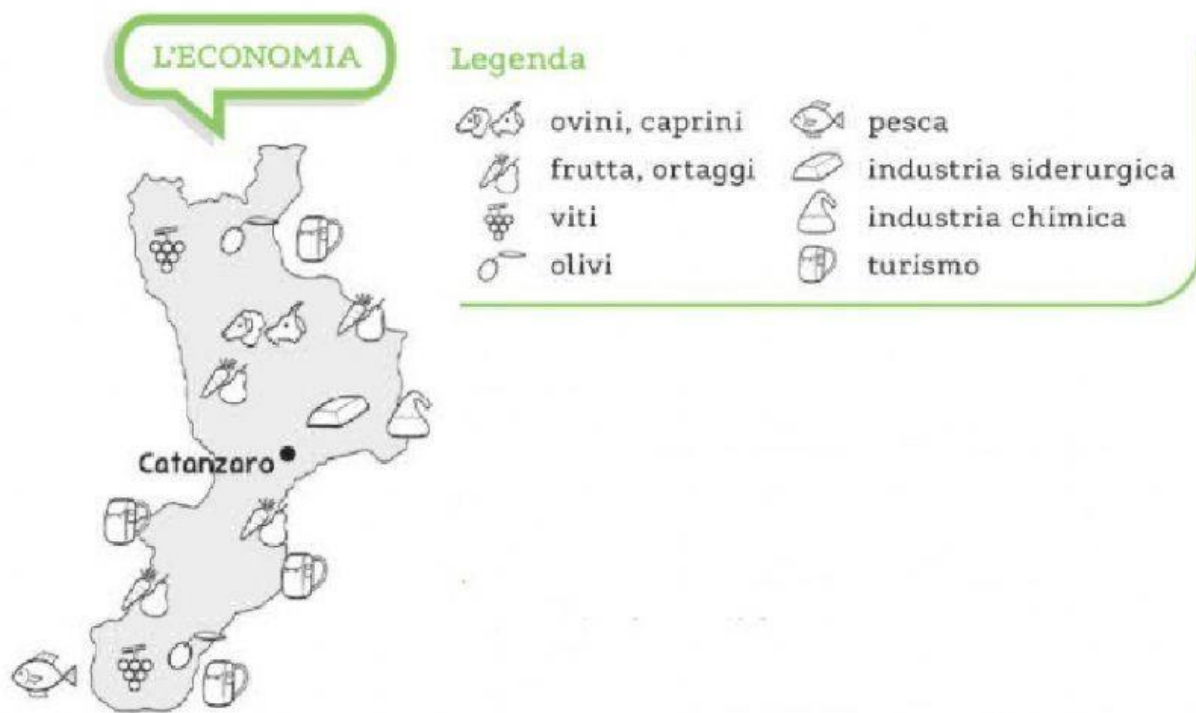 L'ECONOMIA
Legenda
ovini, caprini
frutta, ortaggi
viti
olivi
pesca
industria siderurgica
industria chimica
turismo
Catanzaro